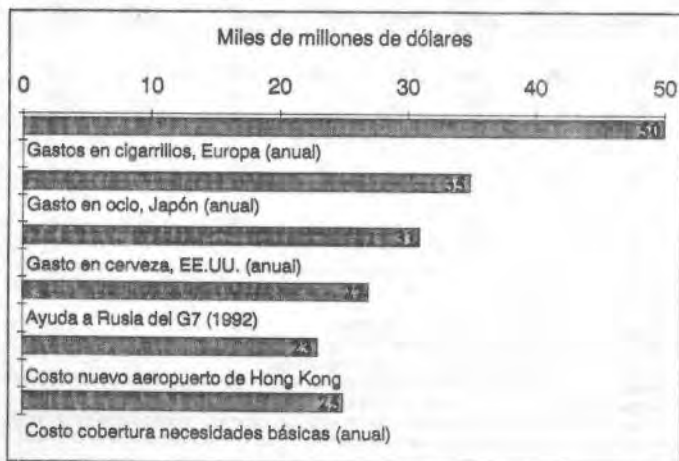 Miles de millones de dólares
0 10 20 30 40 50
50
Gastos en cigarrillos, Europa (anual)
35
Gasto en ocio, Japón (anual)
31
Gasto en cerveza, EE.UU. (anual)
27
Ayuda a Rusia del G7 (1992)
23
Costo nuevo aeropuerto de Hong Kong
25
Costo cobertura necesidades básicas (anual)